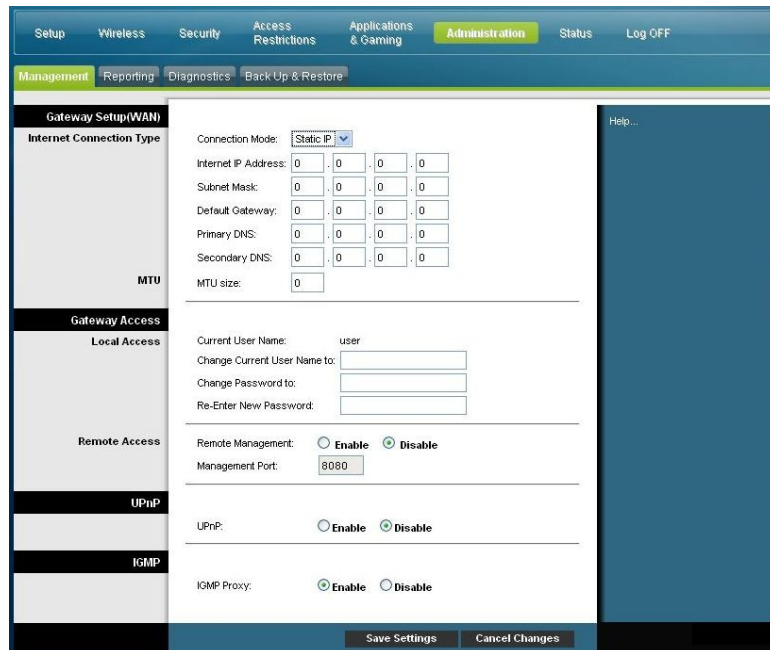 Setup Wireless Security Access Restrictions Applications & Gaming Administration Status Log OFF
Management Reporting Diagnostics Back Up & Restore
Gateway Setup(WAN)
Help...
Internet Connection Type
Connection Mode: Static IP
Internet IP Address: 0 . 0 . 0 . 0
Subnet Mask: 0 . 0 . 0 . 0
Default Gateway: 0 . 0 . 0 . 0
Primary DNS: 0 . 0 . 0 . 0
Secondary DNS: 0 . 0 . 0 . 0
MTU
MTU size: 0
Gateway Access
Local Access
Current User Name: user
Change Current User Name to:
Change Password to:
Re-Enter New Password:
Remote Access
Remote Management: Enable Disable
Management Port: 8080
UPnP
UPnP: Enable Disable
IGMP
IGMP Proxy: Enable Disable
Save Settings Cancel Changes